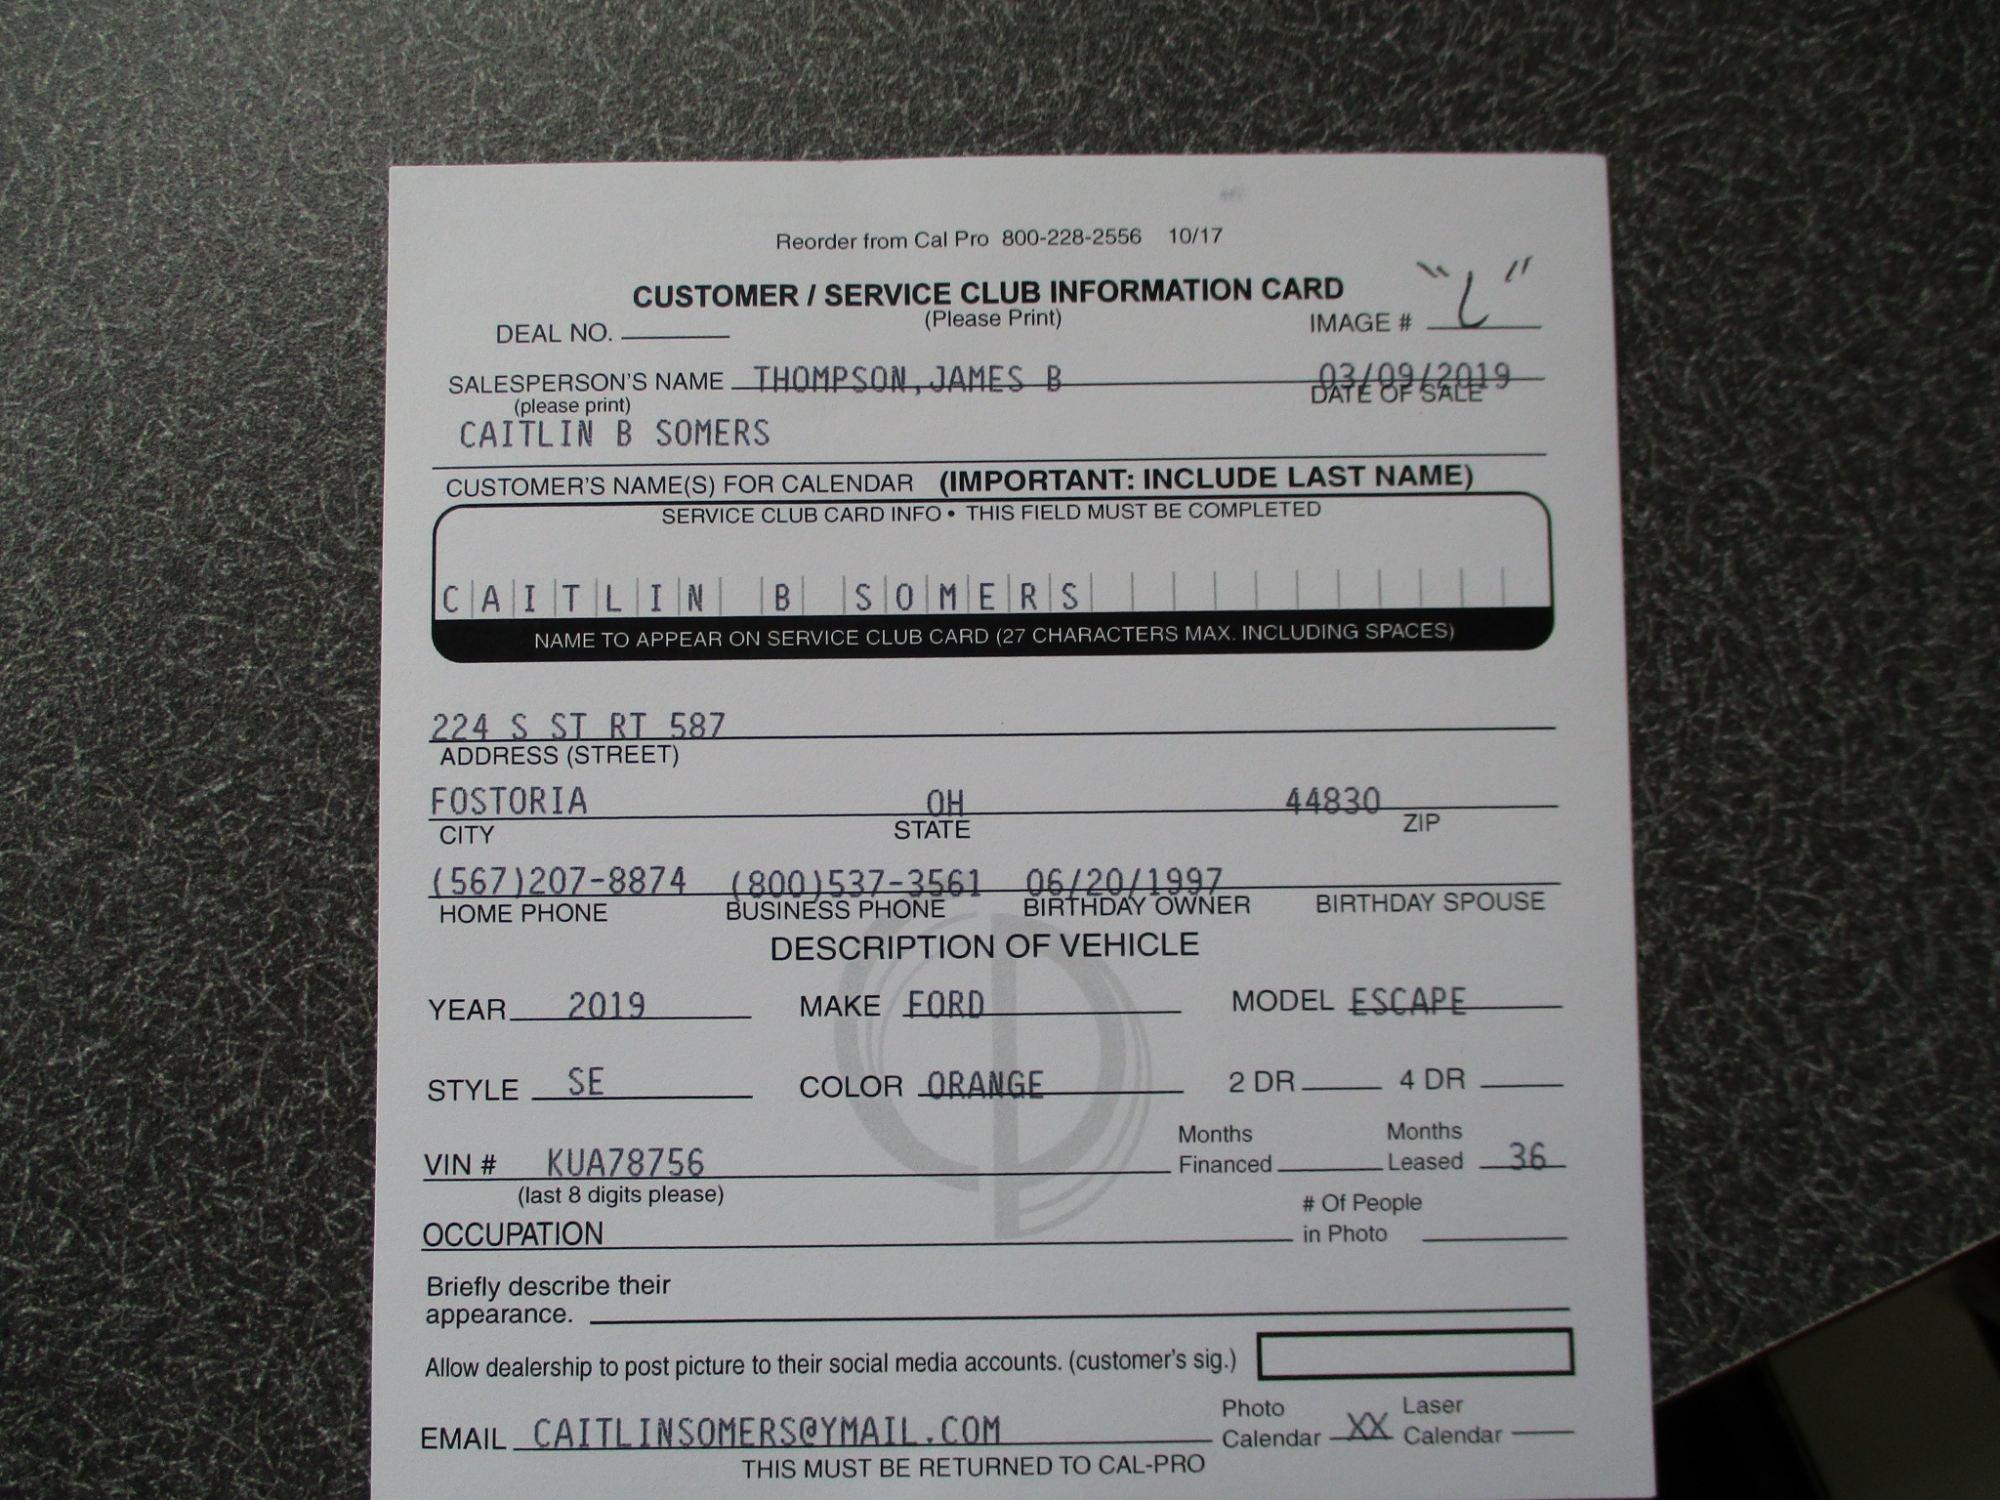 Reorder from Cal Pro 800-228-2556 10/17
CUSTOMER / SERVICE CLUB INFORMATION CARD
(Please Print)
DEAL NO. IMAGE # "L"
SALESPERSON'S NAME THOMPSON,JAMES B 03/09/2019
(please print) DATE OF SALE
CAITLIN B SOMERS
CUSTOMER'S NAME(S) FOR CALENDAR (IMPORTANT: INCLUDE LAST NAME)
SERVICE CLUB CARD INFO • THIS FIELD MUST BE COMPLETED
CAITLIN B SOMERS
NAME TO APPEAR ON SERVICE CLUB CARD (27 CHARACTERS MAX. INCLUDING SPACES)
224 S ST RT 587
ADDRESS (STREET)
FOSTORIA OH 44830
CITY STATE ZIP
(567)207-8874 (800)537-3561 06/20/1997
HOME PHONE BUSINESS PHONE BIRTHDAY OWNER BIRTHDAY SPOUSE
DESCRIPTION OF VEHICLE
YEAR 2019 MAKE FORD MODEL ESCAPE
STYLE SE COLOR ORANGE 2 DR 4 DR
VIN # KUA78756 Months Financed Months Leased 36
(last 8 digits please)
OCCUPATION # Of People in Photo
Briefly describe their
appearance.
Allow dealership to post picture to their social media accounts. (customer's sig.)
EMAIL CAITLINSOMERS@YMAIL.COM Photo Calendar XX Laser Calendar
THIS MUST BE RETURNED TO CAL-PRO